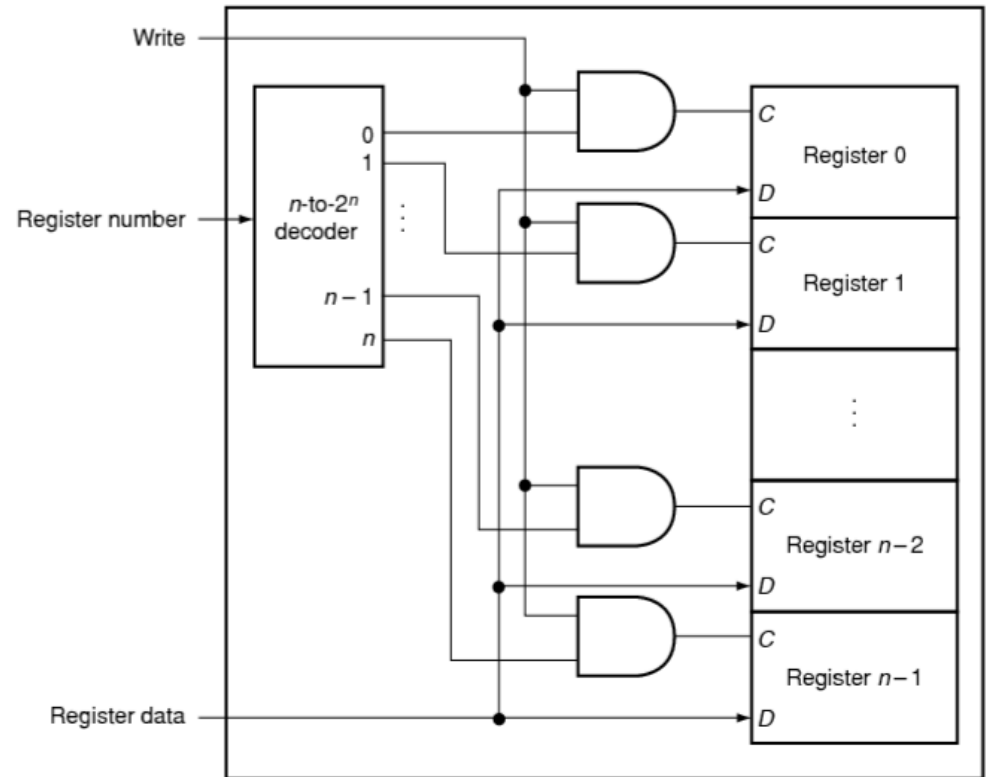 Write
C
0
Register 0
1
D
n-to-2ⁿ
decoder
Register number
C
Register 1
n – 1
D
n
C
Register n – 2
D
C
Register n – 1
Register data
D